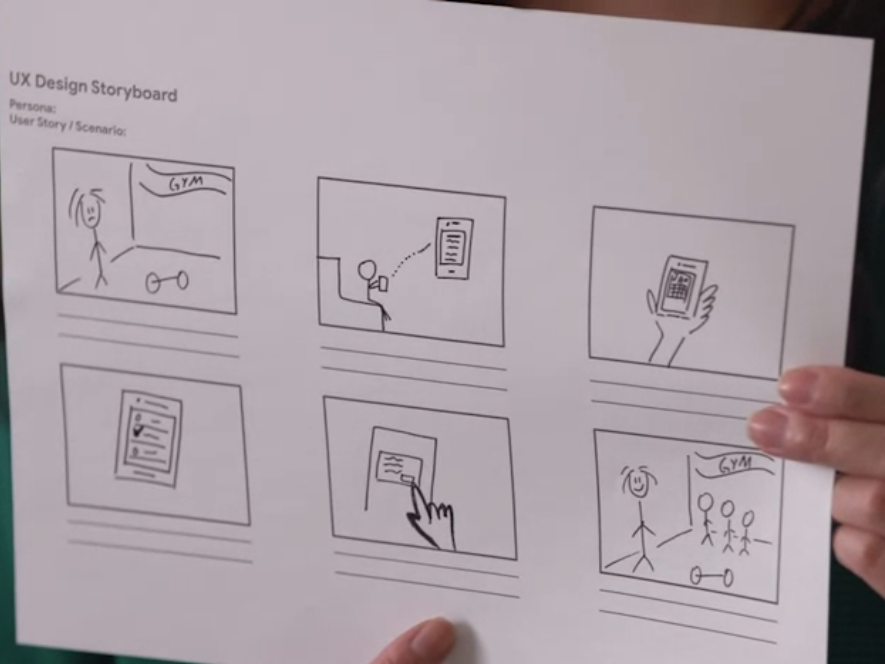 UX Design Storyboard
Persona:
User Story / Scenario:
GYM
GYM